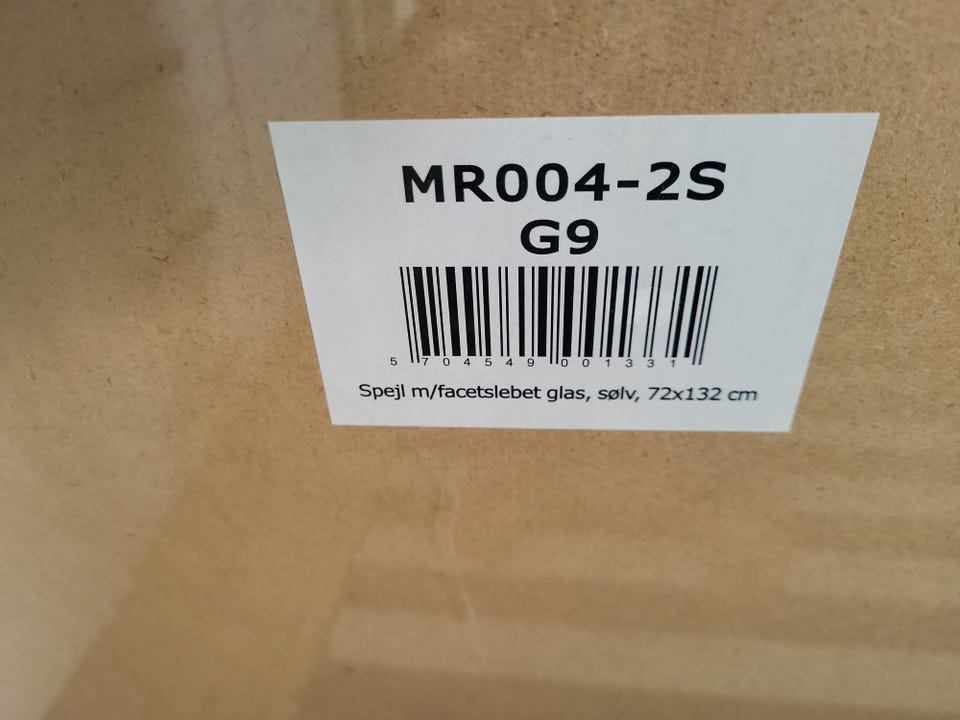 MR004-2S
G9
5 704549 001331
Spejl m/facetslebet glas, sølv, 72x132 cm